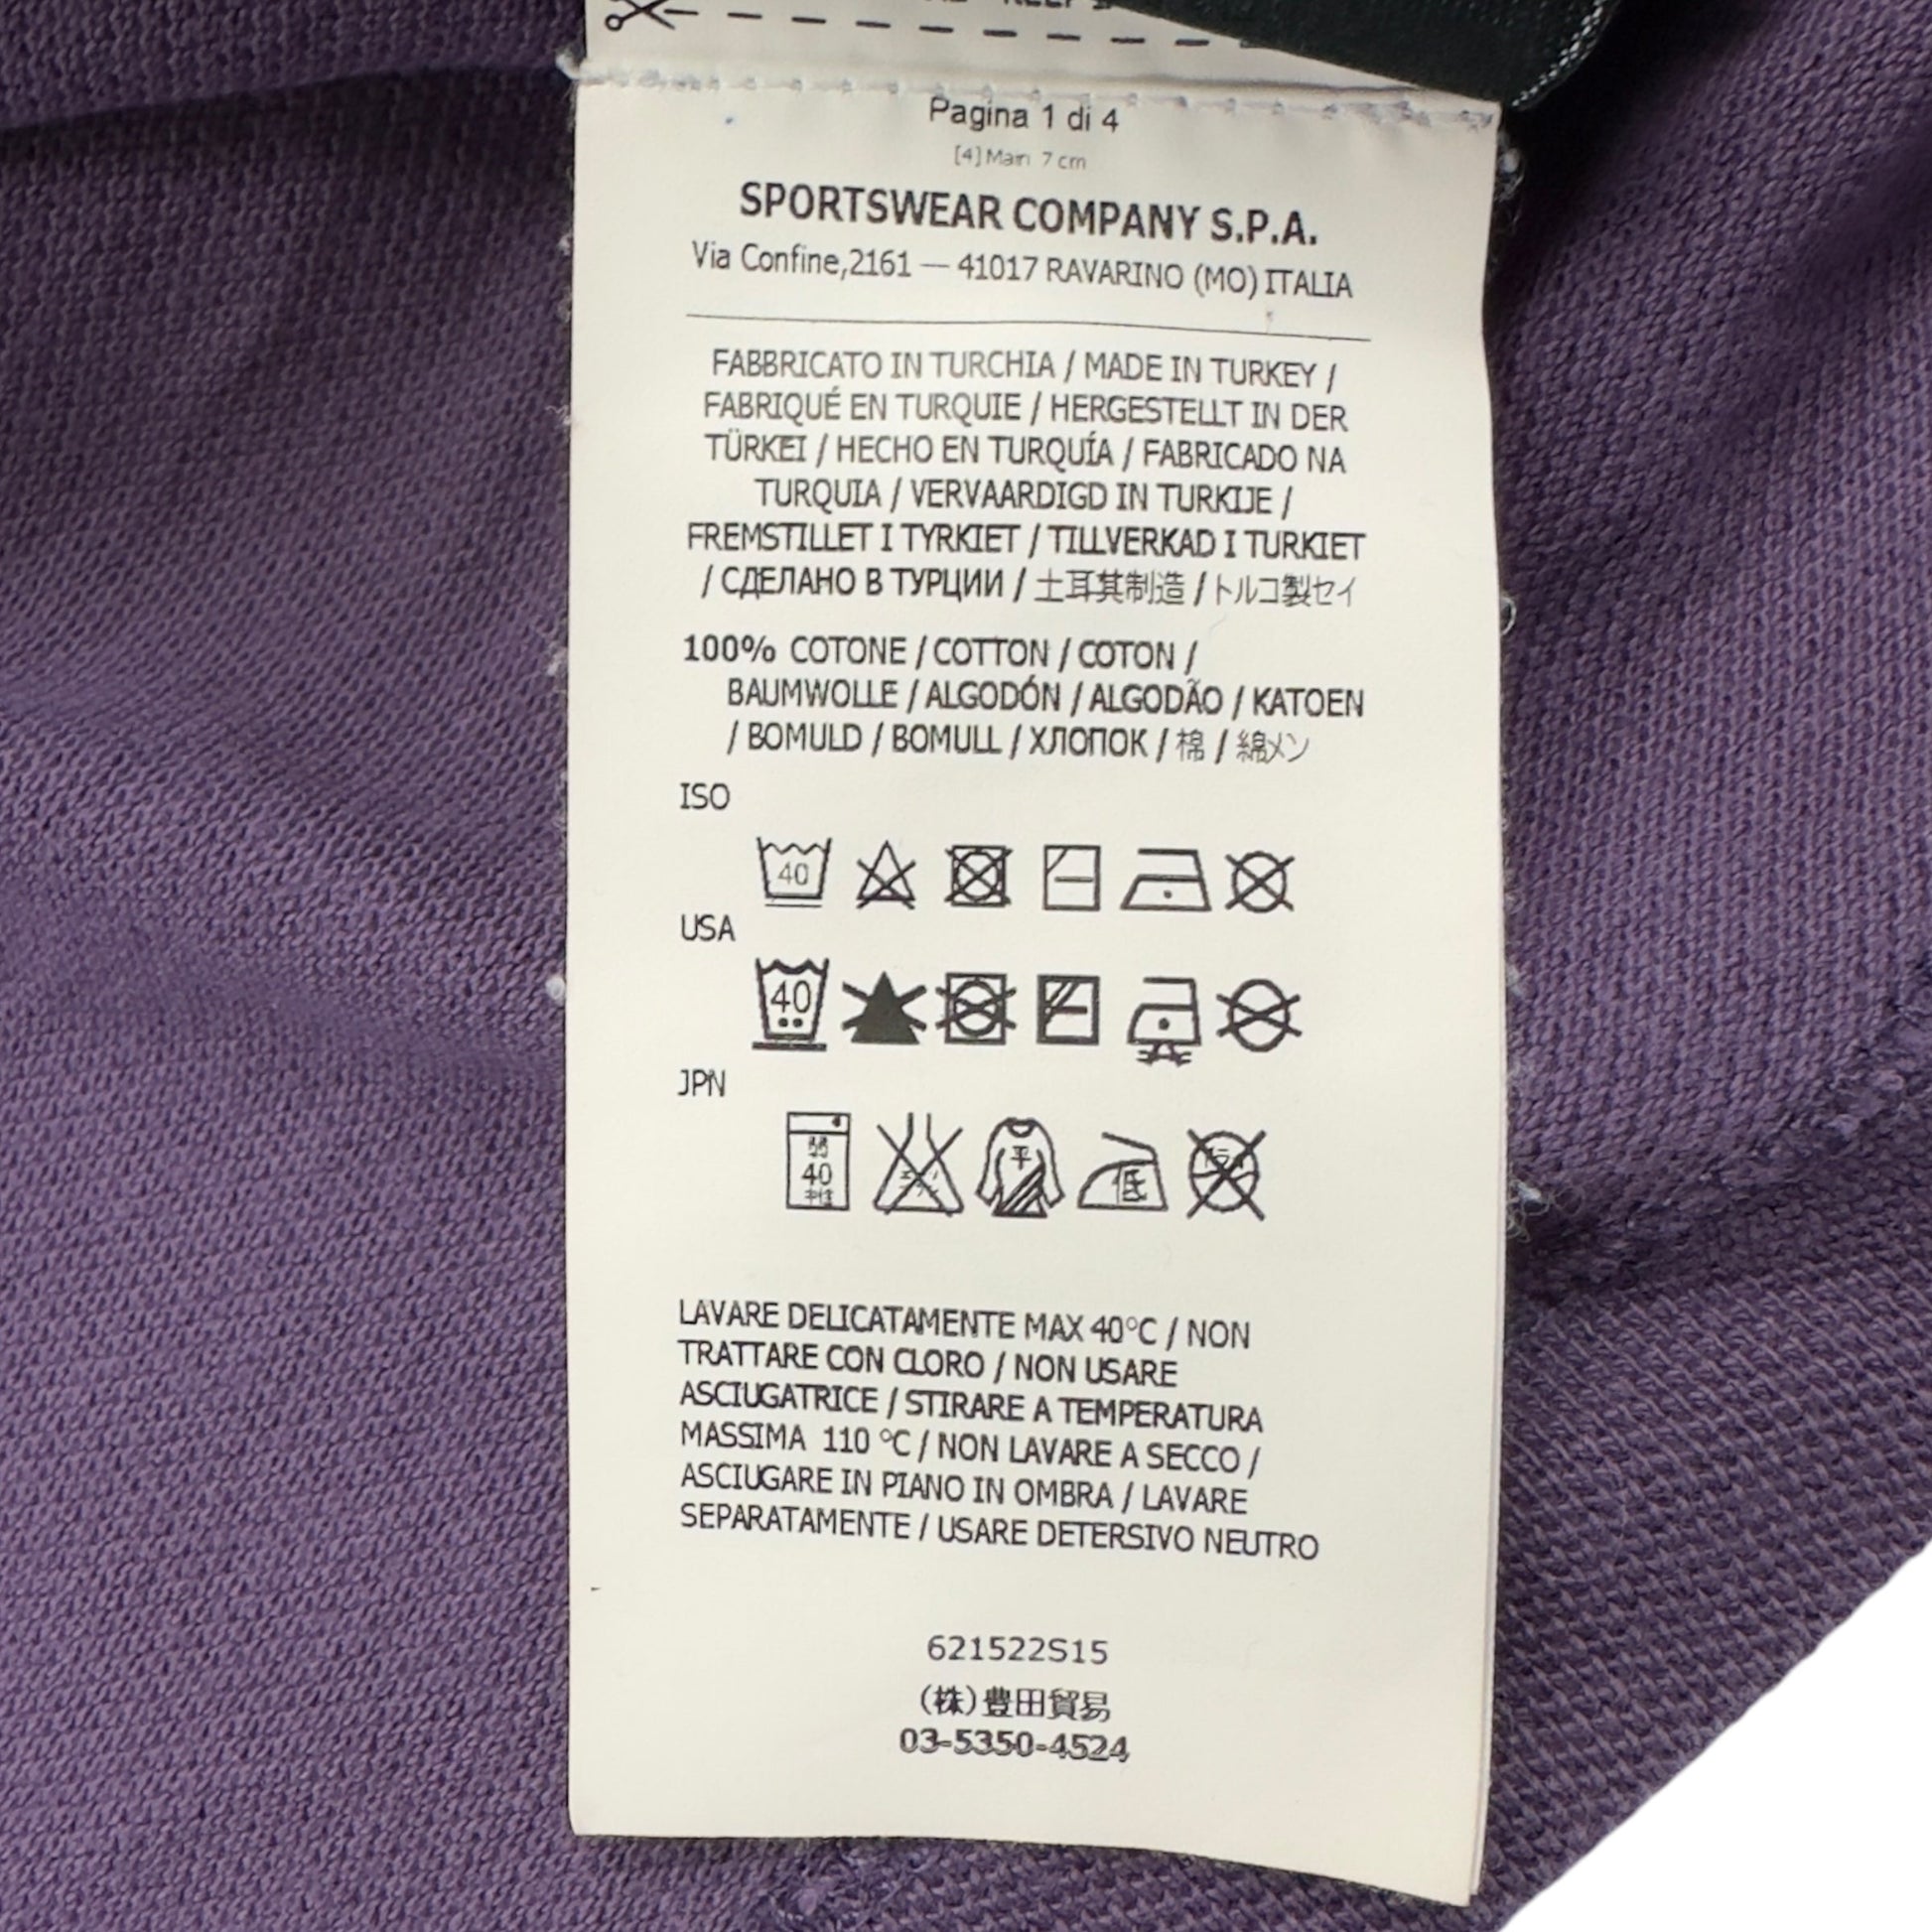 Pagina 1 di 4
[4] Main 7 cm
SPORTSWEAR COMPANY S.P.A.
Via Confine,2161 — 41017 RAVARINO (MO) ITALIA
FABBRICATO IN TURCHIA / MADE IN TURKEY /
FABRIQUÉ EN TURQUIE / HERGESTELLT IN DER
TÜRKEI / HECHO EN TURQUÍA / FABRICADO NA
TURQUIA / VERVAARDIGD IN TURKIJE /
FREMSTILLET I TYRKIET / TILLVERKAD I TURKIET
/ СДЕЛАНО В ТУРЦИИ / 土耳其制造 / トルコ製セイ
100% COTONE / COTTON / COTON /
BAUMWOLLE / ALGODÓN / ALGODÃO / KATOEN
/ BOMULD / BOMULL / ХЛОПОК / 棉 / 綿メン
ISO
40
USA
40
JPN
弱
40
中性
平
低
LAVARE DELICATAMENTE MAX 40°C / NON
TRATTARE CON CLORO / NON USARE
ASCIUGATRICE / STIRARE A TEMPERATURA
MASSIMA 110 °C / NON LAVARE A SECCO /
ASCIUGARE IN PIANO IN OMBRA / LAVARE
SEPARATAMENTE / USARE DETERSIVO NEUTRO
621522S15
(株)豊田貿易
03-5350-4524